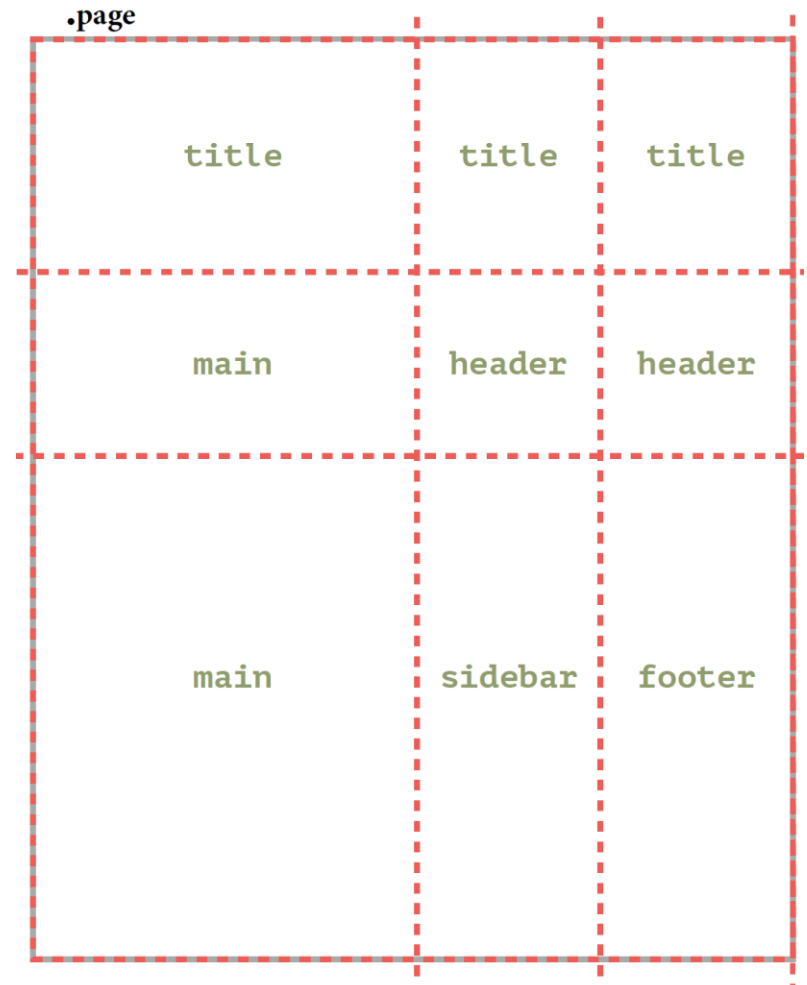 .page
title title title
main header header
main sidebar footer